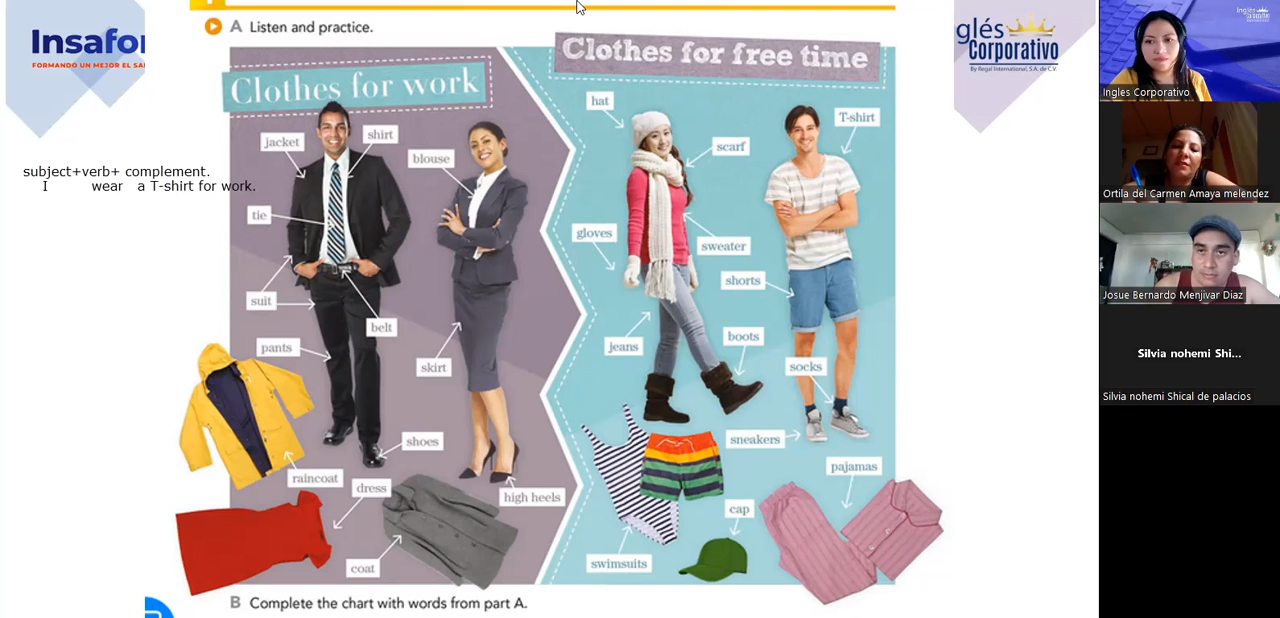 Insafo
FORMANDO UN MEJOR EL SA
A Listen and practice.
glés
Corporativo
By Regal International, S.A. de C.V.
Clothes for work
Clothes for free time
subject+verb+ complement.
I wear a T-shirt for work.
jacket
shirt
blouse
tie
suit
belt
pants
skirt
shoes
raincoat
dress
high heels
coat
hat
T-shirt
scarf
gloves
sweater
shorts
jeans
boots
socks
sneakers
pajamas
cap
swimsuits
B Complete the chart with words from part A.
Ingles Corporativo
Ortila del Carmen Amaya melendez
Josue Bernardo Menjivar Diaz
Silvia nohemi Shi...
Silvia nohemi Shical de palacios